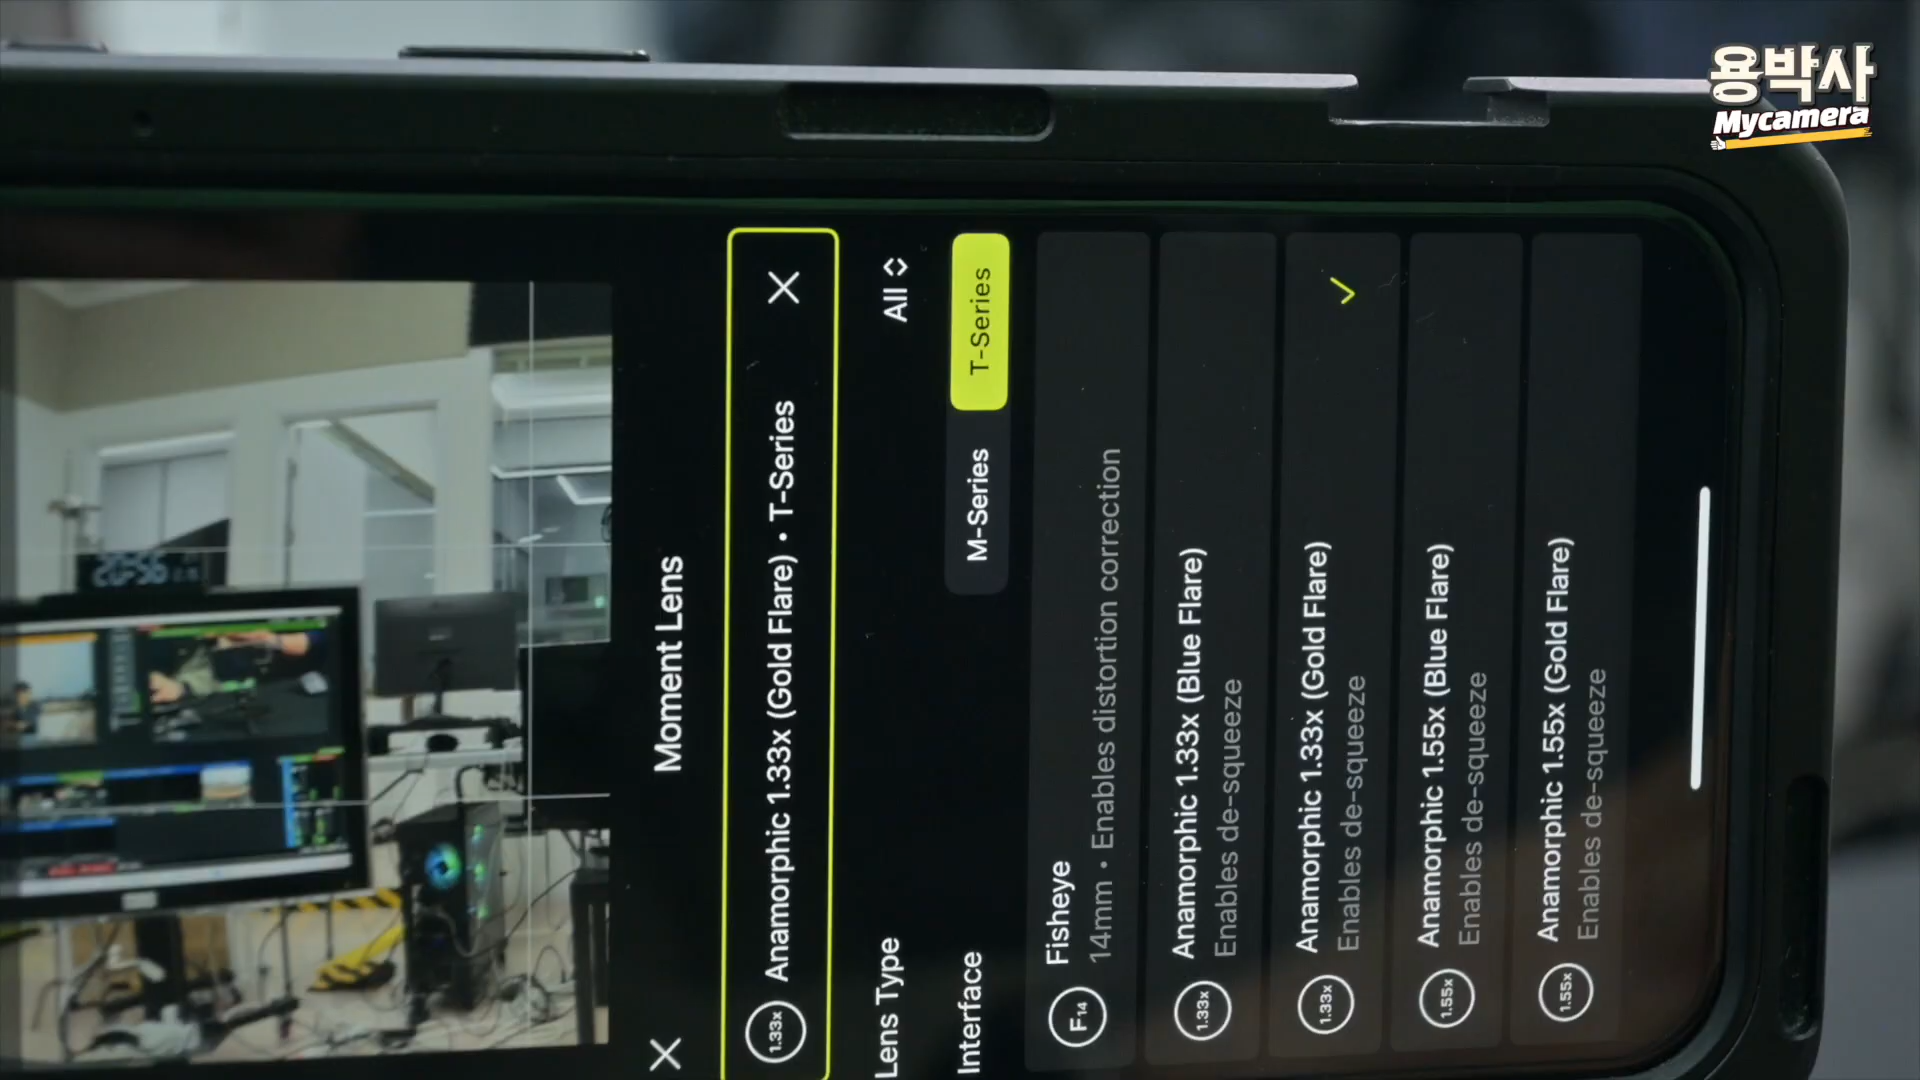 용박사
Mycamera
20:56
Moment Lens
1.33x
Anamorphic 1.33x (Gold Flare) • T-Series
Lens Type
All
Interface
M-Series
T-Series
F14
Fisheye
14mm • Enables distortion correction
1.33x
Anamorphic 1.33x (Blue Flare)
Enables de-squeeze
1.33x
Anamorphic 1.33x (Gold Flare)
Enables de-squeeze
1.55x
Anamorphic 1.55x (Blue Flare)
Enables de-squeeze
1.55x
Anamorphic 1.55x (Gold Flare)
Enables de-squeeze